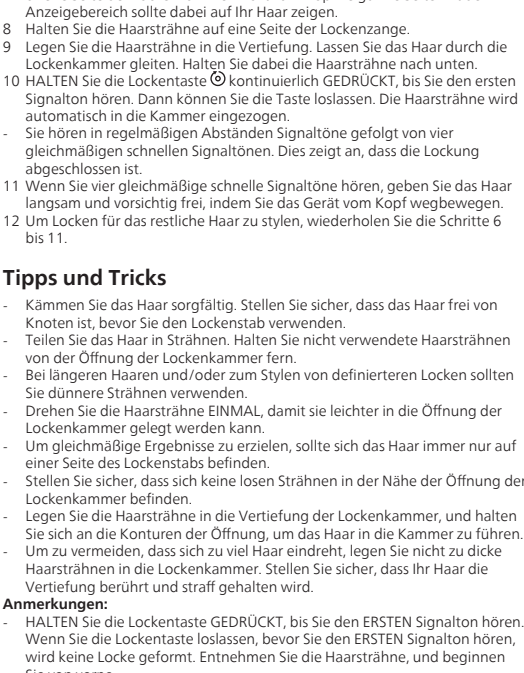 Anzeigebereich sollte dabei auf Ihr Haar zeigen.
8 Halten Sie die Haarsträhne auf eine Seite der Lockenzange.
9 Legen Sie die Haarsträhne in die Vertiefung. Lassen Sie das Haar durch die
Lockenkammer gleiten. Halten Sie dabei die Haarsträhne nach unten.
10 HALTEN Sie die Lockentaste kontinuierlich GEDRÜCKT, bis Sie den ersten
Signalton hören. Dann können Sie die Taste loslassen. Die Haarsträhne wird
automatisch in die Kammer eingezogen.
- Sie hören in regelmäßigen Abständen Signaltöne gefolgt von vier
gleichmäßigen schnellen Signaltönen. Dies zeigt an, dass die Lockung
abgeschlossen ist.
11 Wenn Sie vier gleichmäßige schnelle Signaltöne hören, geben Sie das Haar
langsam und vorsichtig frei, indem Sie das Gerät vom Kopf wegbewegen.
12 Um Locken für das restliche Haar zu stylen, wiederholen Sie die Schritte 6
bis 11.
Tipps und Tricks
- Kämmen Sie das Haar sorgfältig. Stellen Sie sicher, dass das Haar frei von
Knoten ist, bevor Sie den Lockenstab verwenden.
- Teilen Sie das Haar in Strähnen. Halten Sie nicht verwendete Haarsträhnen
von der Öffnung der Lockenkammer fern.
- Bei längeren Haaren und/oder zum Stylen von definierteren Locken sollten
Sie dünnere Strähnen verwenden.
- Drehen Sie die Haarsträhne EINMAL, damit sie leichter in die Öffnung der
Lockenkammer gelegt werden kann.
- Um gleichmäßige Ergebnisse zu erzielen, sollte sich das Haar immer nur auf
einer Seite des Lockenstabs befinden.
- Stellen Sie sicher, dass sich keine losen Strähnen in der Nähe der Öffnung der
Lockenkammer befinden.
- Legen Sie die Haarsträhne in die Vertiefung der Lockenkammer, und halten
Sie sich an die Konturen der Öffnung, um das Haar in die Kammer zu führen.
- Um zu vermeiden, dass sich zu viel Haar eindreht, legen Sie nicht zu dicke
Haarsträhnen in die Lockenkammer. Stellen Sie sicher, dass Ihr Haar die
Vertiefung berührt und straff gehalten wird.
Anmerkungen:
- HALTEN Sie die Lockentaste GEDRÜCKT, bis Sie den ERSTEN Signalton hören.
Wenn Sie die Lockentaste loslassen, bevor Sie den ERSTEN Signalton hören,
wird keine Locke geformt. Entnehmen Sie die Haarsträhne, und beginnen